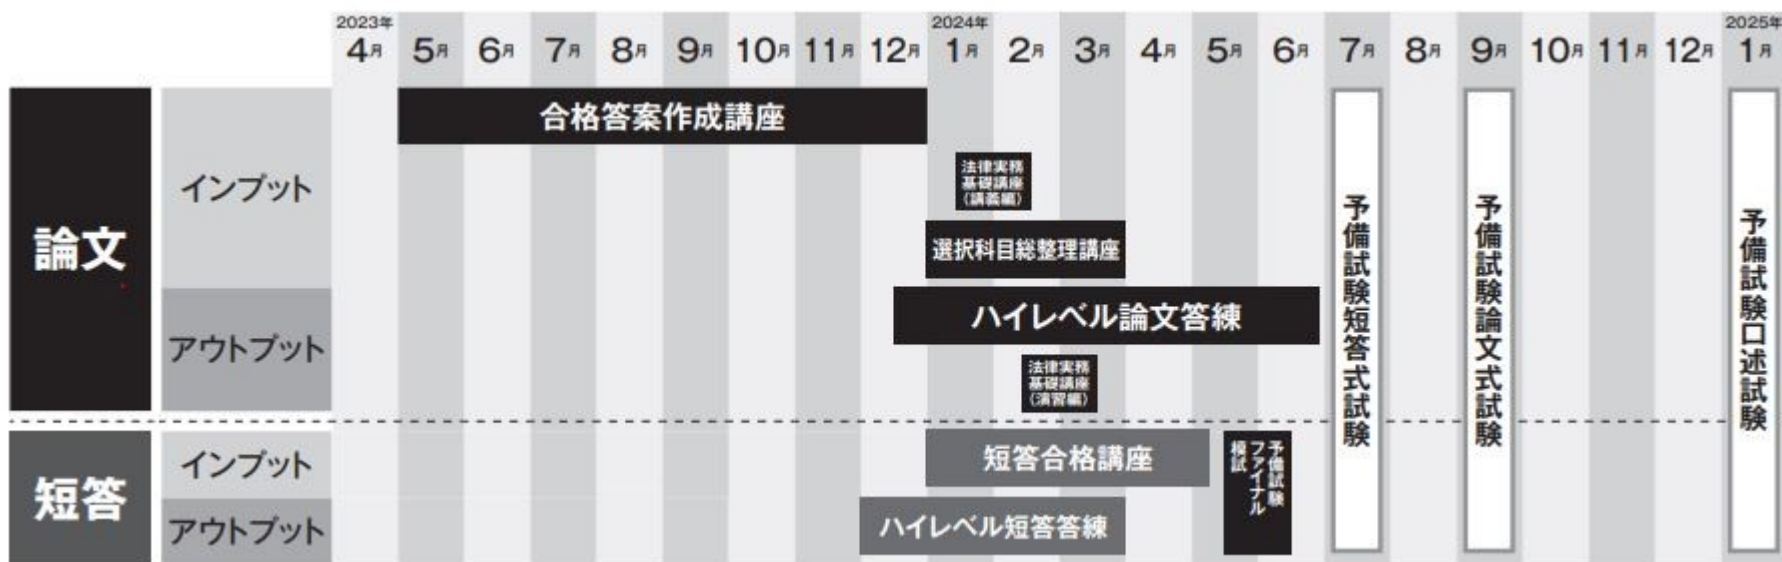 2023年 2024年 2025年
4月 5月 6月 7月 8月 9月 10月 11月 12月 1月 2月 3月 4月 5月 6月 7月 8月 9月 10月 11月 12月 1月
論文
インプット
合格答案作成講座
法律実務
基礎講座
(講義編)
選択科目総整理講座
アウトプット
ハイレベル論文答練
法律実務
基礎講座
(演習編)
短答
インプット
短答合格講座
アウトプット
ハイレベル短答答練
予備試験
ファイナル
模試
予備試験短答式試験
予備試験論文式試験
予備試験口述試験